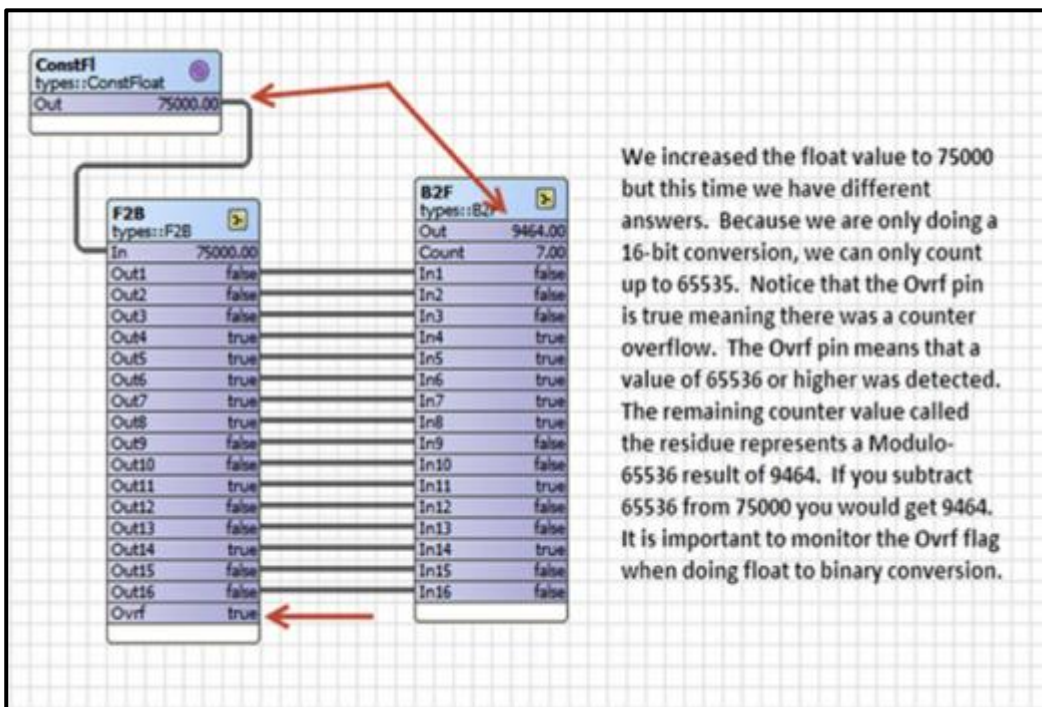 ConstFl
types::ConstFloat
Out 75000.00
F2B
types::F2B
In 75000.00
Out1 false
Out2 false
Out3 false
Out4 true
Out5 true
Out6 true
Out7 true
Out8 true
Out9 false
Out10 false
Out11 true
Out12 false
Out13 false
Out14 true
Out15 false
Out16 false
Ovrf true
B2F
types::B2F
Out 9464.00
Count 7.00
In1 false
In2 false
In3 false
In4 true
In5 true
In6 true
In7 true
In8 true
In9 false
In10 false
In11 true
In12 false
In13 false
In14 true
In15 false
In16 false
We increased the float value to 75000
but this time we have different
answers. Because we are only doing a
16-bit conversion, we can only count
up to 65535. Notice that the Ovrf pin
is true meaning there was a counter
overflow. The Ovrf pin means that a
value of 65536 or higher was detected.
The remaining counter value called
the residue represents a Modulo-
65536 result of 9464. If you subtract
65536 from 75000 you would get 9464.
It is important to monitor the Ovrf flag
when doing float to binary conversion.